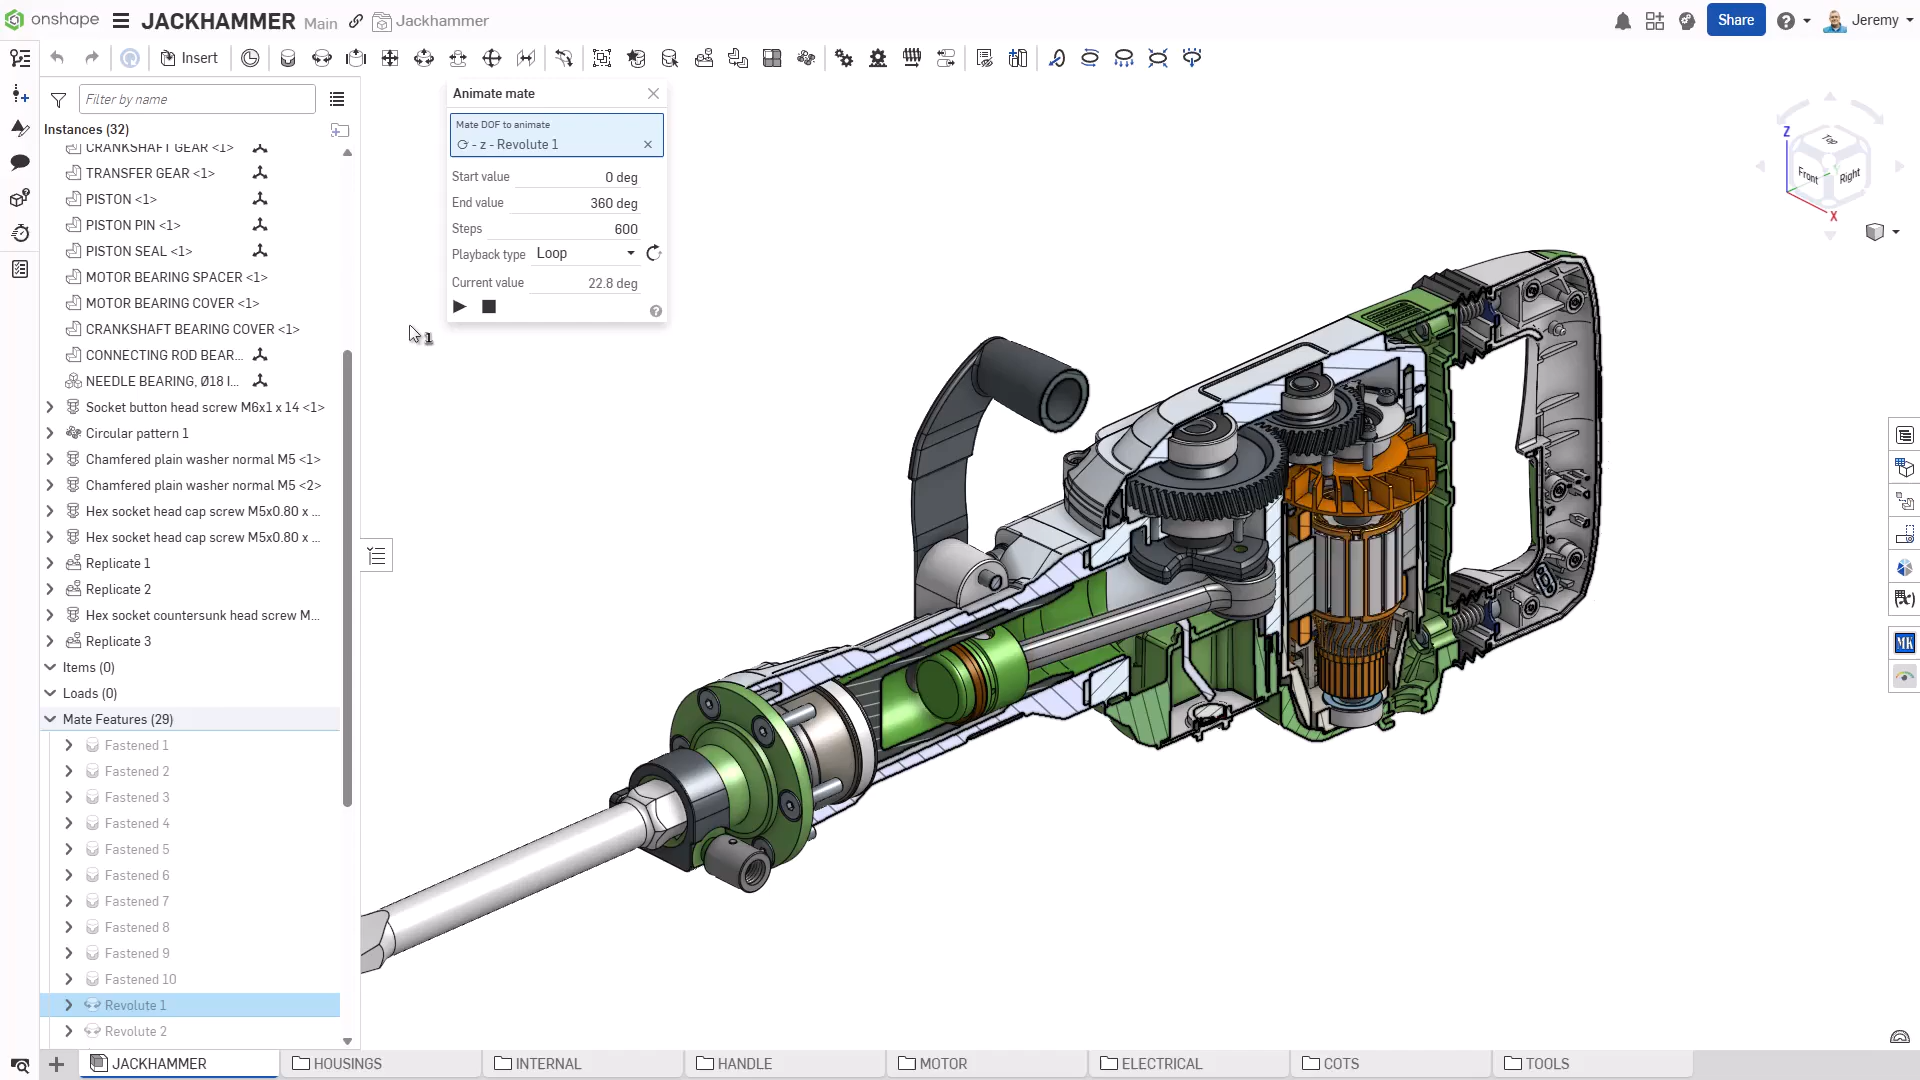 onshape JACKHAMMER Main Jackhammer
Share Jeremy
Insert
Filter by name
Instances (32)
CRANKSHAFT GEAR <1>
TRANSFER GEAR <1>
PISTON <1>
PISTON PIN <1>
PISTON SEAL <1>
MOTOR BEARING SPACER <1>
MOTOR BEARING COVER <1>
CRANKSHAFT BEARING COVER <1>
CONNECTING ROD BEAR...
NEEDLE BEARING, Ø18 I...
Socket button head screw M6x1 x 14 <1>
Circular pattern 1
Chamfered plain washer normal M5 <1>
Chamfered plain washer normal M5 <2>
Hex socket head cap screw M5x0.80 x ...
Hex socket head cap screw M5x0.80 x ...
Replicate 1
Replicate 2
Hex socket countersunk head screw M...
Replicate 3
Items (0)
Loads (0)
Mate Features (29)
Fastened 1
Fastened 2
Fastened 3
Fastened 4
Fastened 5
Fastened 6
Fastened 7
Fastened 8
Fastened 9
Fastened 10
Revolute 1
Revolute 2
Animate mate
Mate DOF to animate
- z - Revolute 1
Start value 0 deg
End value 360 deg
Steps 600
Playback type Loop
Current value 22.8 deg
1
Z
Top
Front
Right
X
(x)
MK
JACKHAMMER
HOUSINGS
INTERNAL
HANDLE
MOTOR
ELECTRICAL
COTS
TOOLS